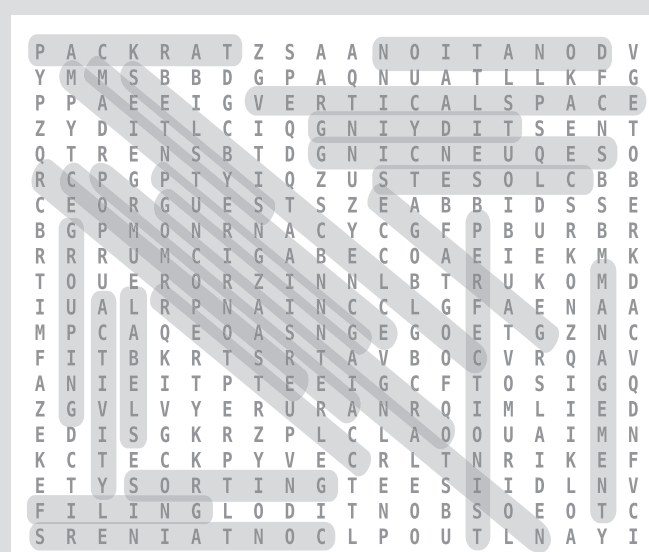 P A C K R A T Z S A A N O I T A N O D V
Y M M S B B D G P A Q N U A T L L K F G
P P A E E I G V E R T I C A L S P A C E
Z Y D I T L C I Q G N I Y D I T S E N T
Q T R E N S B T D G N I C N E U Q E S O
R C P G P T Y I Q Z U S T E S O L C B B
C E O R G U E S T S Z E A B B I D S S E
B G P M O N R N A C Y C G F P B U R B R
R R R U M C I G A B E C O A E I E K M K
T O U E R O R Z I N N L B T R U K O M D
I U A L R P N A I N C C L G F A E N A A
M P C A Q E O A S N G E G O E T G Z N C
F I T B K R T S R T A V B O C V R Q A V
A N I E I T P T E E I G C F T O S I G Q
Z G V L V Y E R U R A N R Q I M L I E D
E D I S G K R Z P L C L A O O U A I M N
K C T E C K P Y V E C R L T N R I K E F
E T Y S O R T I N G T E E S I I D L N V
F I L I N G L O D I T N O B S O E O T C
S R E N I A T N O C L P O U T L N A Y I